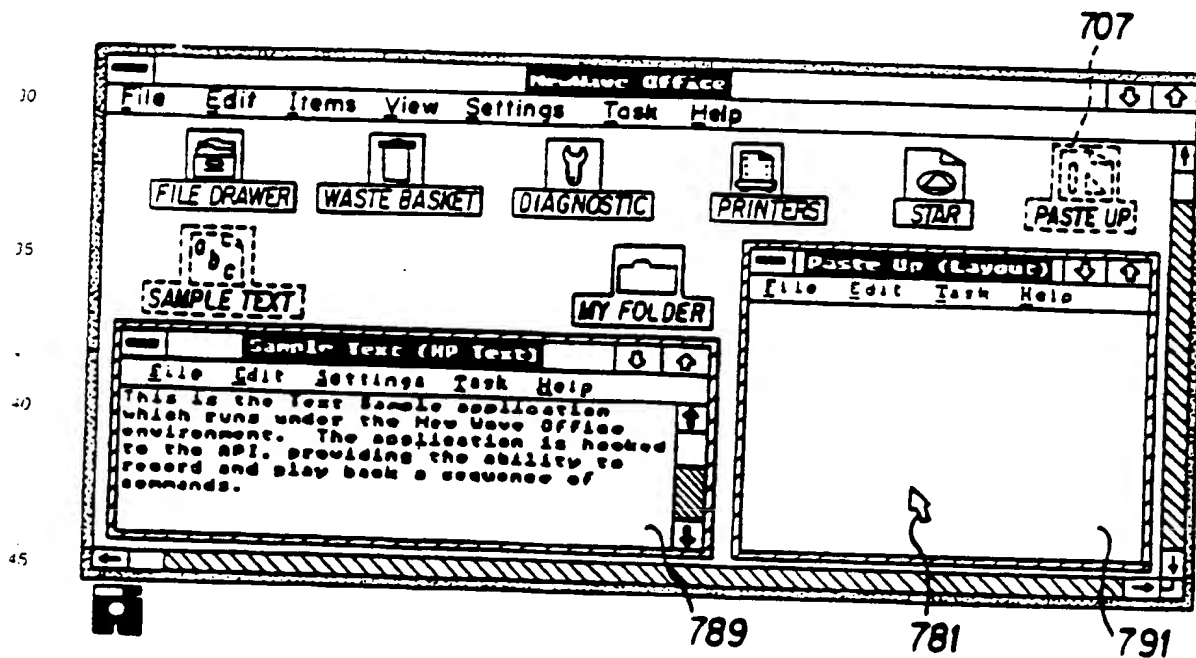 707
30
NewWave Office
File Edit Items View Settings Task Help
FILE DRAWER WASTE BASKET DIAGNOSTIC PRINTERS STAR PASTE UP
35
a b c
SAMPLE TEXT MY FOLDER
Paste Up (Layout)
File Edit Task Help
Sample Text (HP Text)
File Edit Settings Task Help
40
This is the Text Sample application
which runs under the New Wave Office
environment. The application is hooked
to the API, providing the ability to
record and play back a sequence of
commands.
45
789 781 791